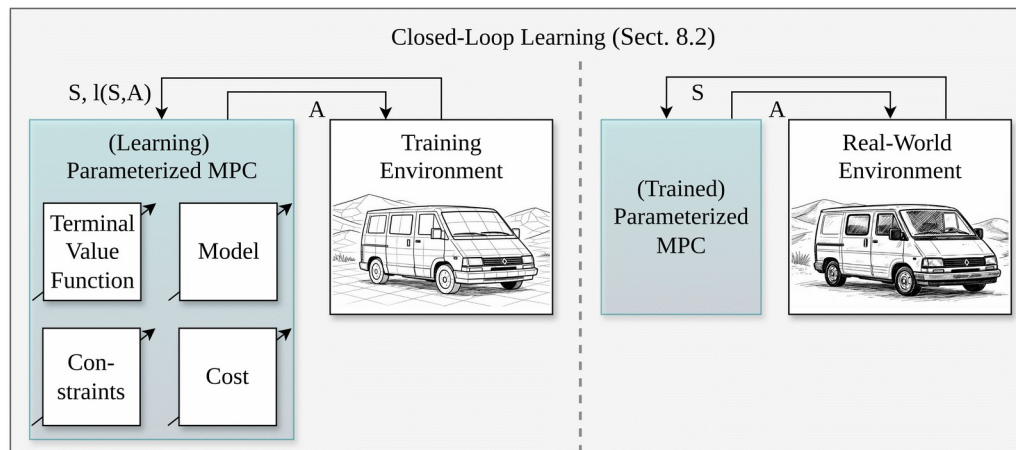 Closed-Loop Learning (Sect. 8.2)
S, l(S,A)
A
(Learning)
Parameterized MPC
Terminal
Value
Function
Model
Con-
straints
Cost
Training
Environment
S
A
(Trained)
Parameterized
MPC
Real-World
Environment